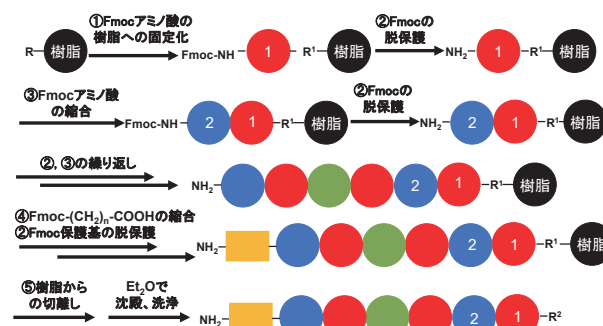 ①Fmocアミノ酸の
樹脂への固定化
②Fmocの
脱保護
R 樹脂 Fmoc-NH 1 R¹ 樹脂 NH₂ 1 R¹ 樹脂
③Fmocアミノ酸
の縮合
②Fmocの
脱保護
Fmoc-NH 2 1 R¹ 樹脂 NH₂ 2 1 R¹ 樹脂
②, ③の繰り返し
NH₂ 2 1 R¹ 樹脂
④Fmoc-(CH₂)ₙ-COOHの縮合
②Fmoc保護基の脱保護
NH₂ 2 1 R¹ 樹脂
⑤樹脂から
の切離し
Et₂Oで
沈殿、洗浄
NH₂ 2 1 R²